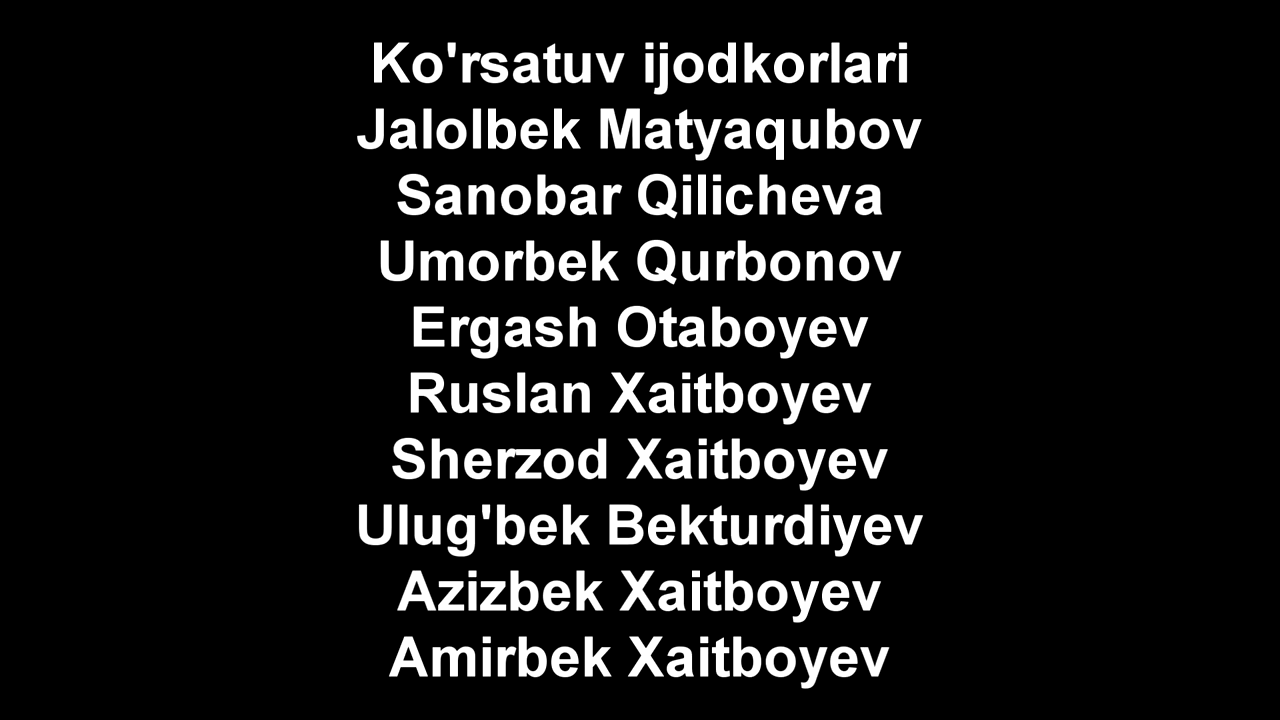 Ko'rsatuv ijodkorlari
Jalolbek Matyaqubov
Sanobar Qilicheva
Umorbek Qurbonov
Ergash Otaboyev
Ruslan Xaitboyev
Sherzod Xaitboyev
Ulug'bek Bekturdiyev
Azizbek Xaitboyev
Amirbek Xaitboyev